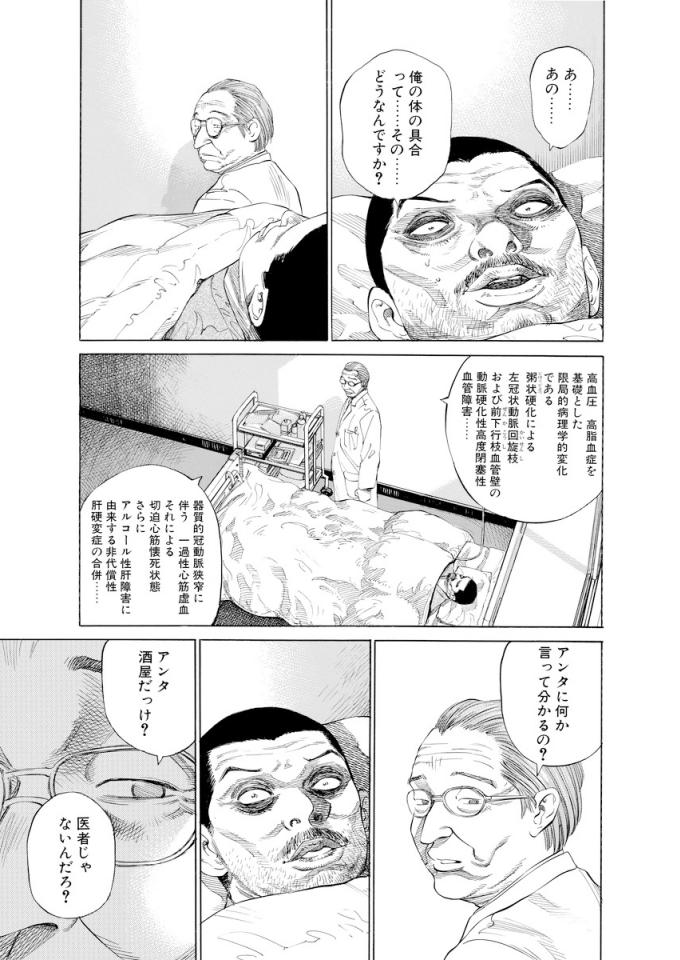 あ……
あの……
俺の体の具合
って……その……
どうなんですか？
高血圧　高脂血症を
基礎とした
限局的病理学的変化
である
粥状硬化による
左冠状動脈回旋枝
および前下行枝血管壁の
動脈硬化性高度閉塞性
血管障害……
器質的冠動脈狭窄に
伴う　一過性心筋虚血
それによる
切迫心筋懐死状態
さらに
アルコール性肝障害に
由来する非代償性
肝硬変症の合併……
アンタに何か
言って分かるの？
アンタ
酒屋だっけ？
医者じゃ
ないんだろ？